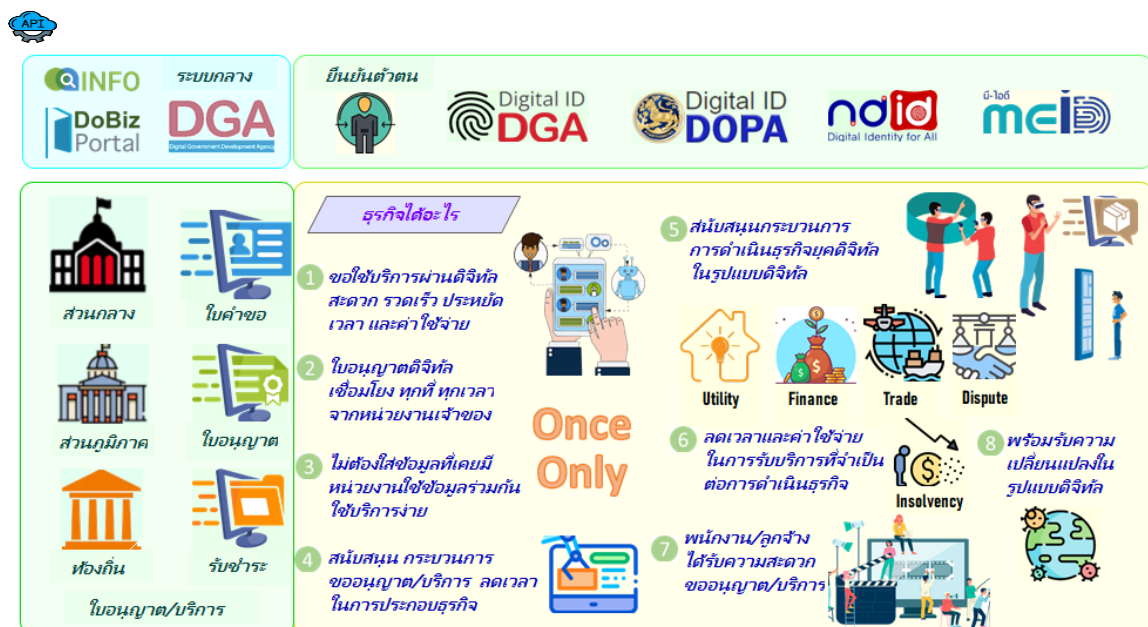 API
INFO
ระบบกลาง
DoBiz
Portal
DGA
Digital Government Development Agency
ยืนยันตัวตน
Digital ID
DGA
Digital ID
DOPA
ndid
Digital Identity for All
มี-ไอดี
meiD
ส่วนกลาง
ใบคำขอ
ส่วนภูมิภาค
ใบอนุญาต
ท้องถิ่น
รับชำระ
ใบอนุญาต/บริการ
ธุรกิจได้อะไร
1
ขอใช้บริการผ่านดิจิทัล
สะดวก รวดเร็ว ประหยัด
เวลา และค่าใช้จ่าย
2
ใบอนุญาตดิจิทัล
เชื่อมโยง ทุกที่ ทุกเวลา
จากหน่วยงานเจ้าของ
3
ไม่ต้องใส่ข้อมูลที่เคยมี
หน่วยงานใช้ข้อมูลร่วมกัน
ใช้บริการง่าย
4
สนับสนุน กระบวนการ
ขออนุญาต/บริการ ลดเวลา
ในการประกอบธุรกิจ
Once
Only
5
สนับสนุนกระบวนการ
การดำเนินธุรกิจยุคดิจิทัล
ในรูปแบบดิจิทัล
Utility
Finance
Trade
Dispute
6
ลดเวลาและค่าใช้จ่าย
ในการรับบริการที่จำเป็น
ต่อการดำเนินธุรกิจ
Insolvency
7
พนักงาน/ลูกจ้าง
ได้รับความสะดวก
ขออนุญาต/บริการ
8
พร้อมรับความ
เปลี่ยนแปลงใน
รูปแบบดิจิทัล